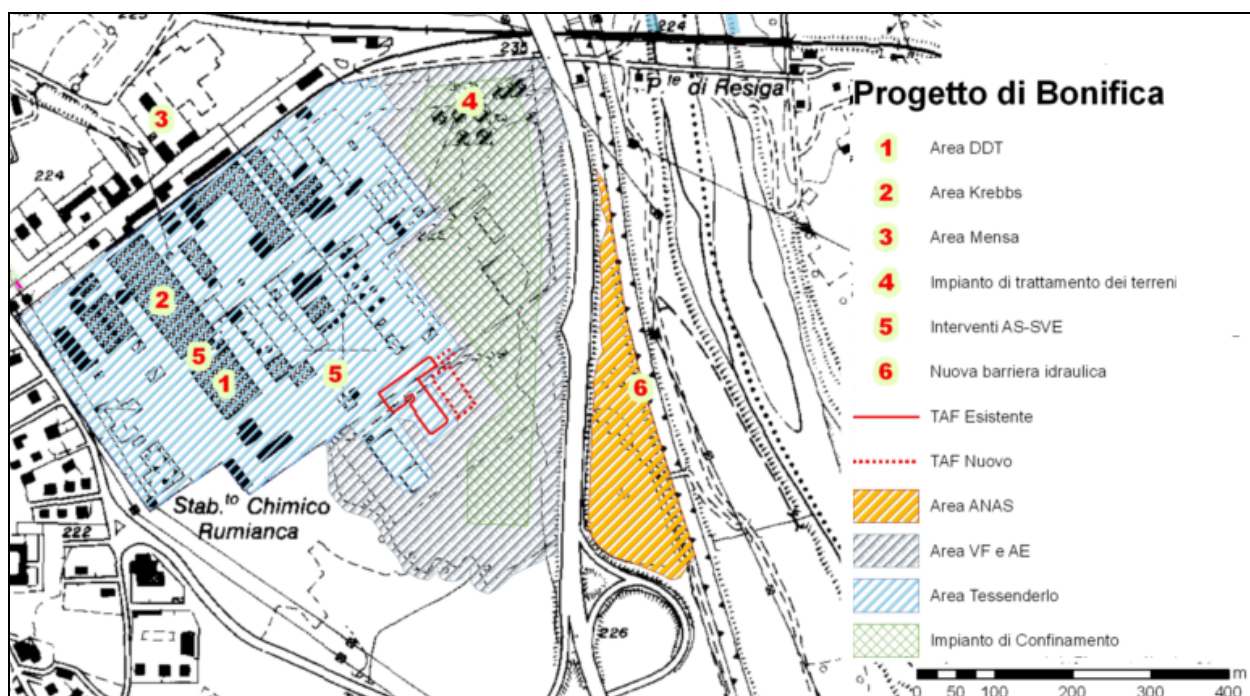 224
235
4
P.te di Resiga
3
224
2
5
1
5
6
Stab.to Chimico
Rumianca
222
226
Progetto di Bonifica
1 Area DDT
2 Area Krebbs
3 Area Mensa
4 Impianto di trattamento dei terreni
5 Interventi AS-SVE
6 Nuova barriera idraulica
TAF Esistente
TAF Nuovo
Area ANAS
Area VF e AE
Area Tessenderlo
Impianto di Confinamento
0 50 100 200 300 400 m